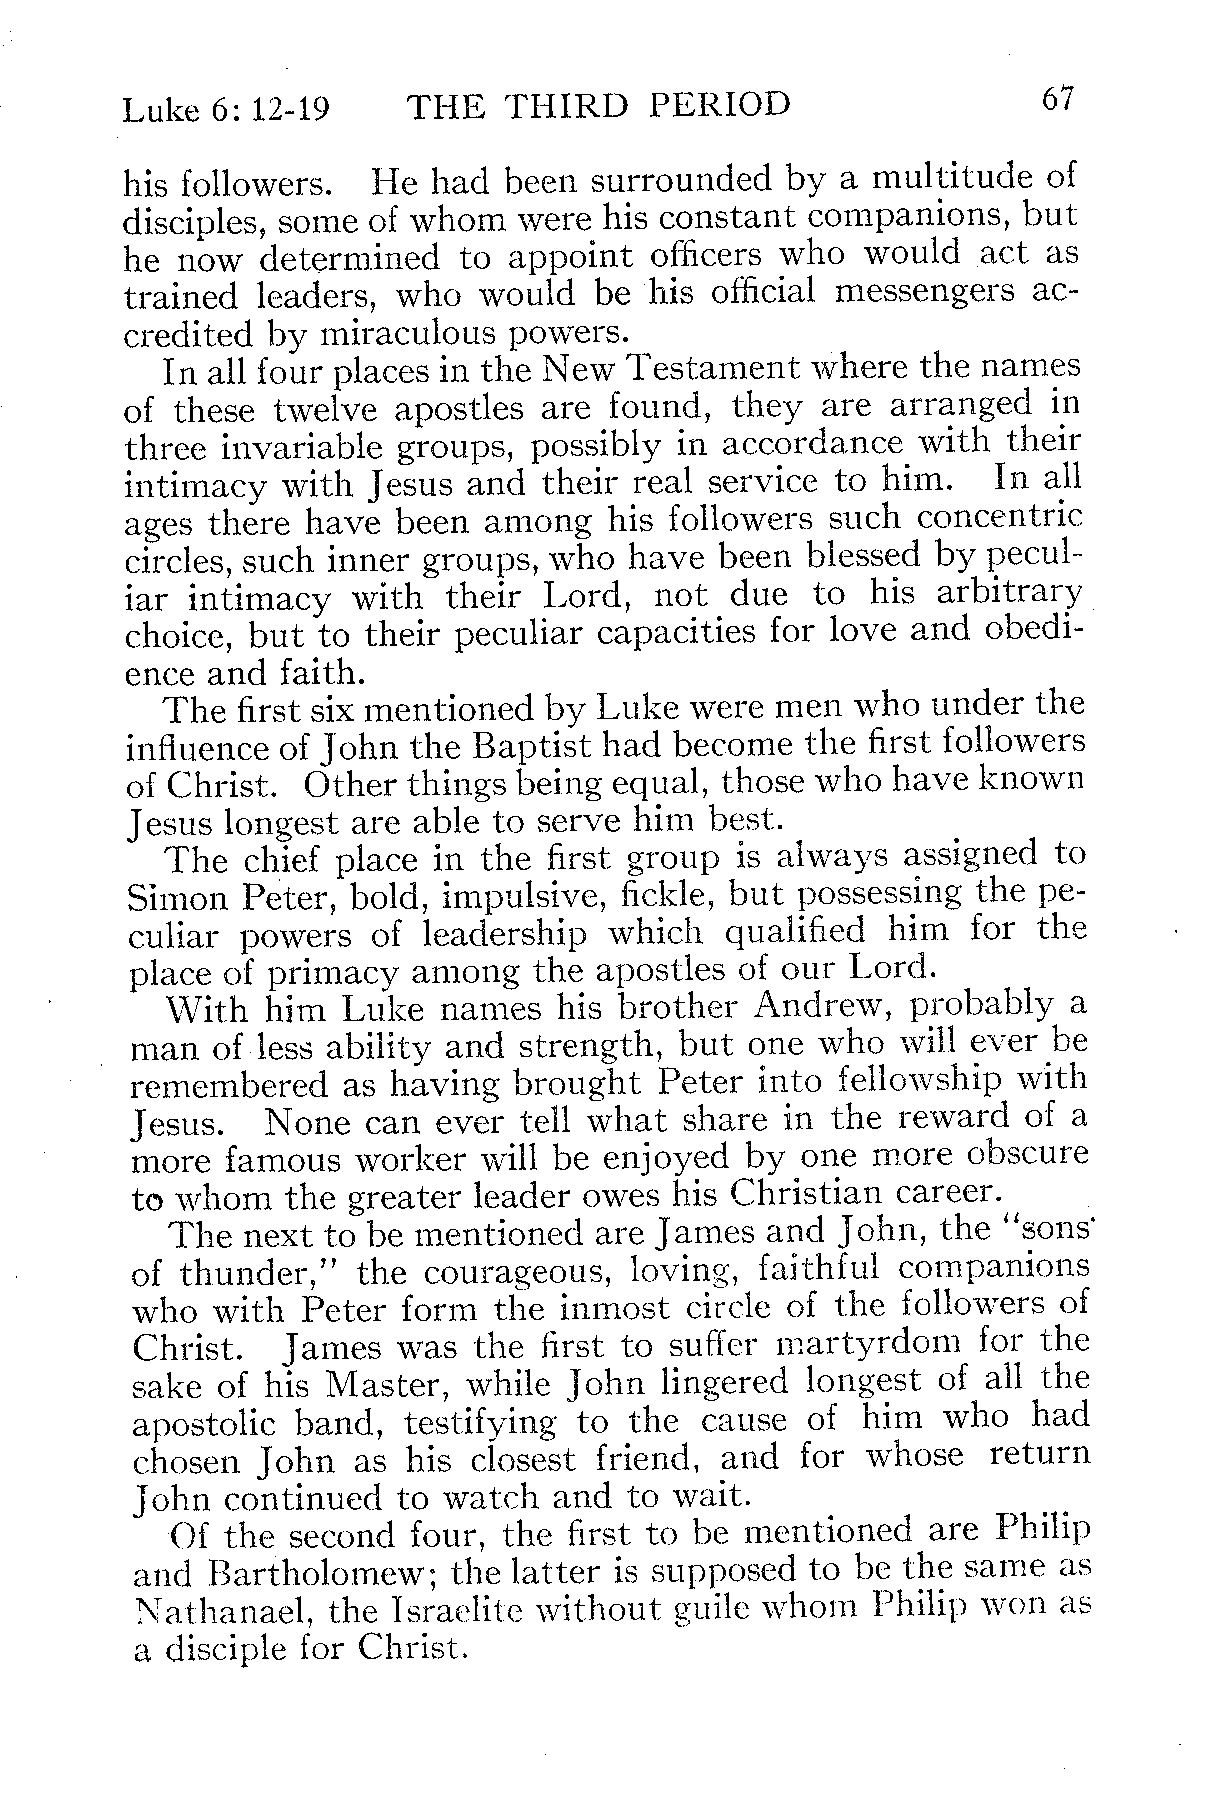 Luke 6: 12-19 THE THIRD PERIOD 67
his followers. He had been surrounded by a multitude of
disciples, some of whom were his constant companions, but
he now determined to appoint officers who would act as
trained leaders, who would be his official messengers ac-
credited by miraculous powers.
In all four places in the New Testament where the names
of these twelve apostles are found, they are arranged in
three invariable groups, possibly in accordance with their
intimacy with Jesus and their real service to him. In all
ages there have been among his followers such concentric
circles, such inner groups, who have been blessed by pecul-
iar intimacy with their Lord, not due to his arbitrary
choice, but to their peculiar capacities for love and obedi-
ence and faith.
The first six mentioned by Luke were men who under the
influence of John the Baptist had become the first followers
of Christ. Other things being equal, those who have known
Jesus longest are able to serve him best.
The chief place in the first group is always assigned to
Simon Peter, bold, impulsive, fickle, but possessing the pe-
culiar powers of leadership which qualified him for the
place of primacy among the apostles of our Lord.
With him Luke names his brother Andrew, probably a
man of less ability and strength, but one who will ever be
remembered as having brought Peter into fellowship with
Jesus. None can ever tell what share in the reward of a
more famous worker will be enjoyed by one more obscure
to whom the greater leader owes his Christian career.
The next to be mentioned are James and John, the "sons
of thunder," the courageous, loving, faithful companions
who with Peter form the inmost circle of the followers of
Christ. James was the first to suffer martyrdom for the
sake of his Master, while John lingered longest of all the
apostolic band, testifying to the cause of him who had
chosen John as his closest friend, and for whose return
John continued to watch and to wait.
Of the second four, the first to be mentioned are Philip
and Bartholomew; the latter is supposed to be the same as
Nathanael, the Israelite without guile whom Philip won as
a disciple for Christ.